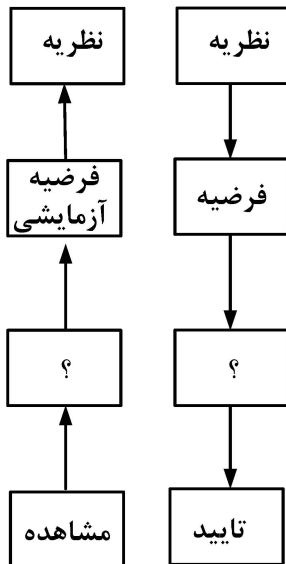 نظریه
فرضیه
؟
تایید
نظریه
فرضیه
آزمایشی
؟
مشاهده